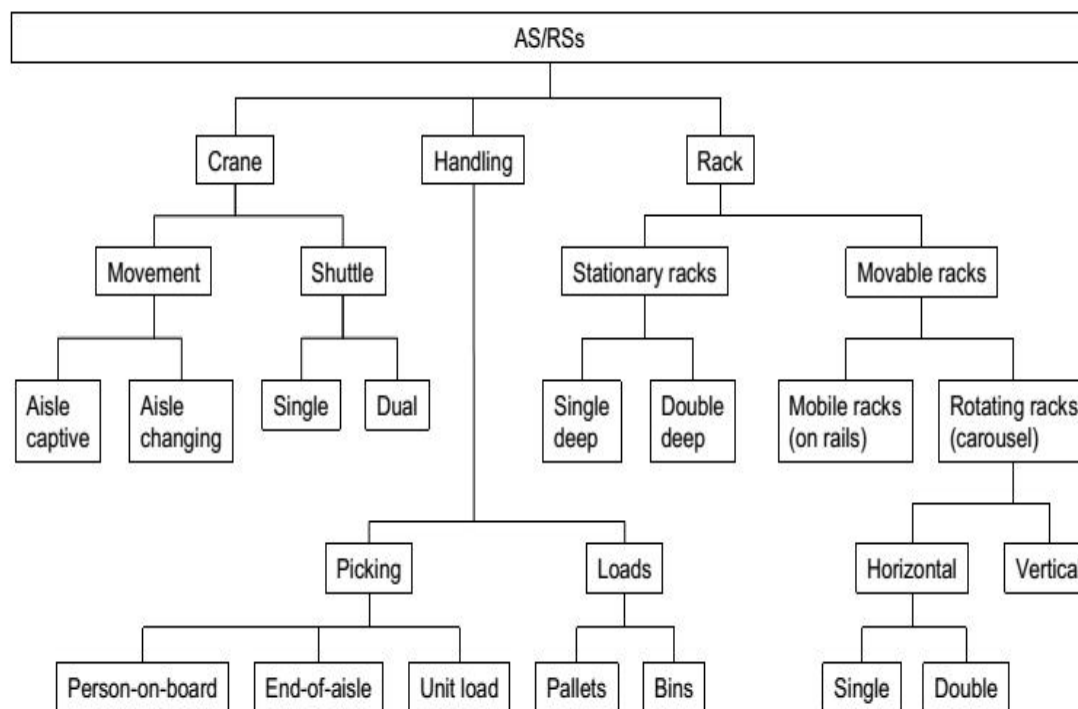 AS/RSs
Crane
Handling
Rack
Movement
Shuttle
Stationary racks
Movable racks
Aisle
captive
Aisle
changing
Single
Dual
Single
deep
Double
deep
Mobile racks
(on rails)
Rotating racks
(carousel)
Picking
Loads
Horizontal
Vertica
Person-on-board
End-of-aisle
Unit load
Pallets
Bins
Single
Double